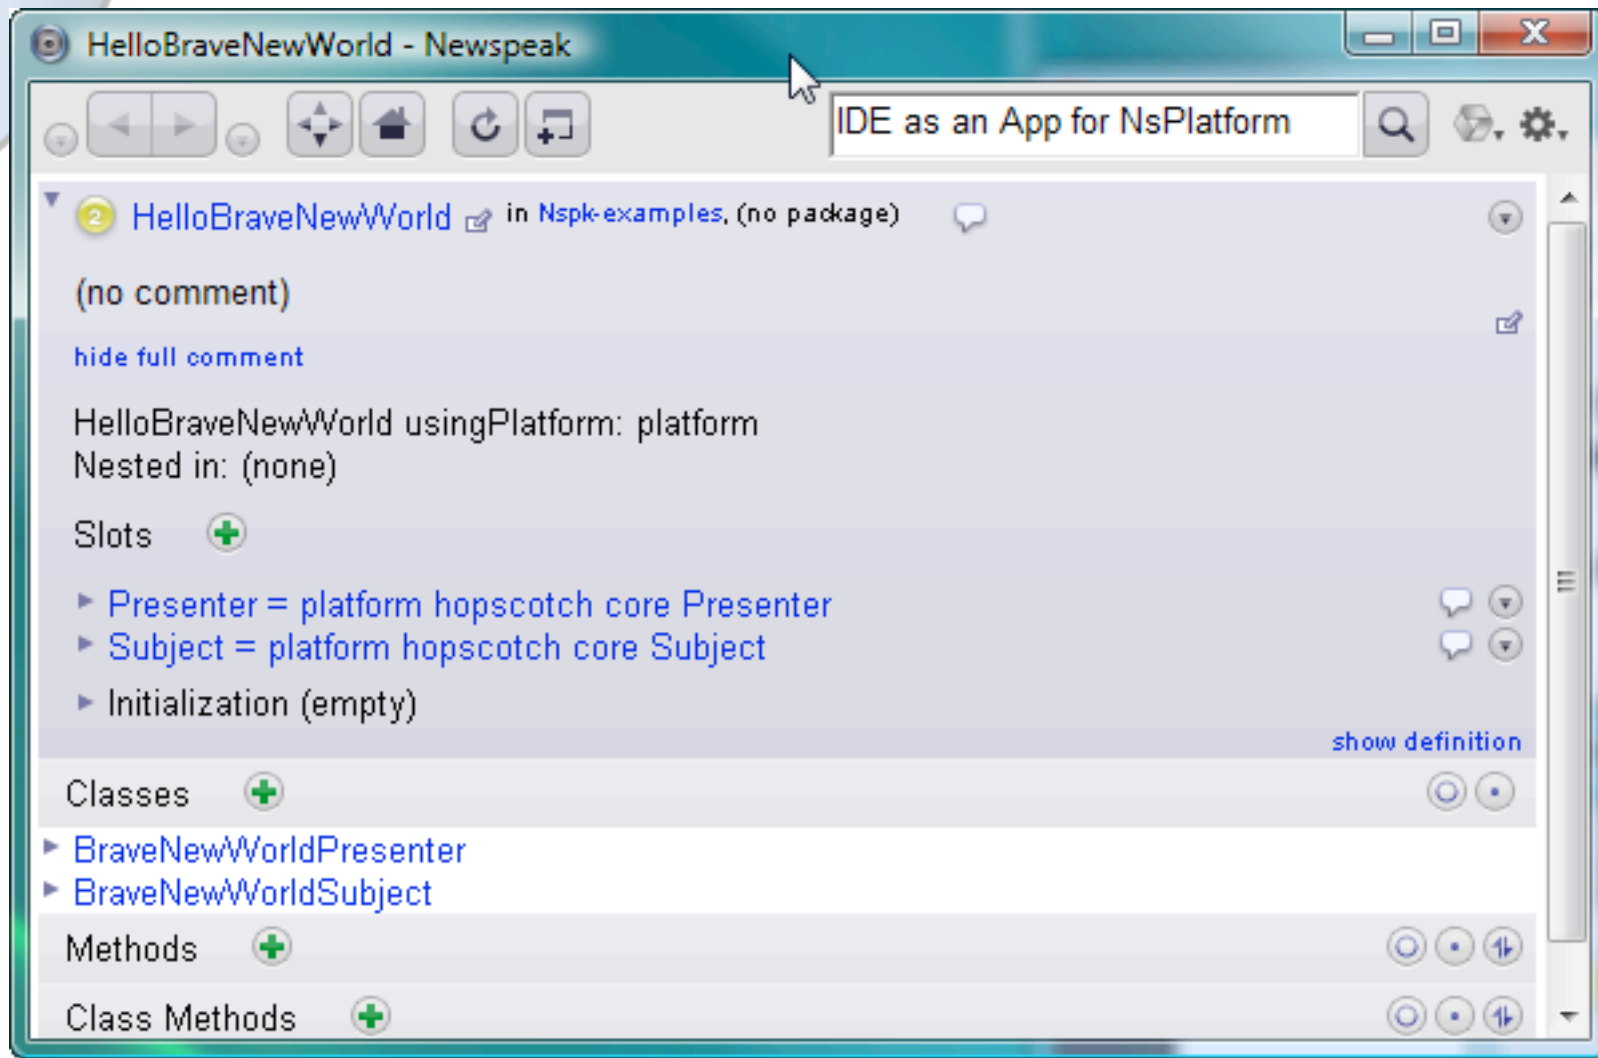 HelloBraveNewWorld - Newspeak
IDE as an App for NsPlatform
2 HelloBraveNewWorld in Nspk-examples, (no package)
(no comment)
hide full comment
HelloBraveNewWorld usingPlatform: platform
Nested in: (none)
Slots
Presenter = platform hopscotch core Presenter
Subject = platform hopscotch core Subject
Initialization (empty)
show definition
Classes
BraveNewWorldPresenter
BraveNewWorldSubject
Methods
Class Methods